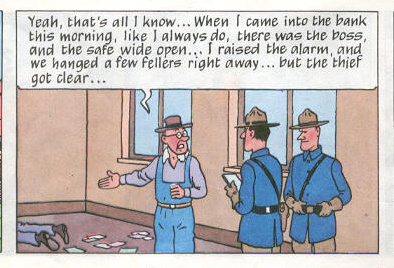 Yeah, that's all I know... When I came into the bank
this morning, like I always do, there was the boss,
and the safe wide open... I raised the alarm, and
we hanged a few fellers right away... but the thief
got clear...